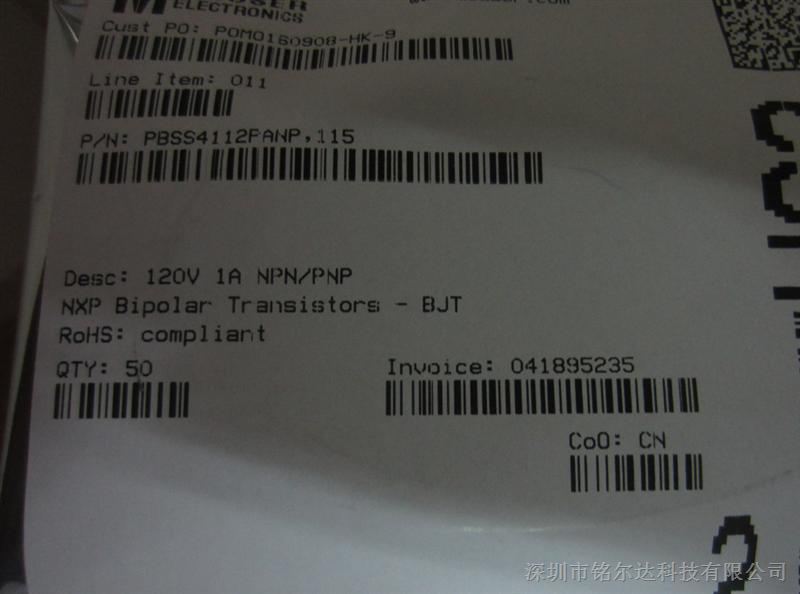 ELECTRONICS
Cust PO: POMO160908-HK-9
Line Item: 011
P/N: PBSS4112PANP,115
Desc: 120V 1A NPN/PNP
NXP Bipolar Transistors - BJT
RoHS: compliant
QTY: 50
Invoice: 041895235
CoO: CN
2
深圳市铭尔达科技有限公司